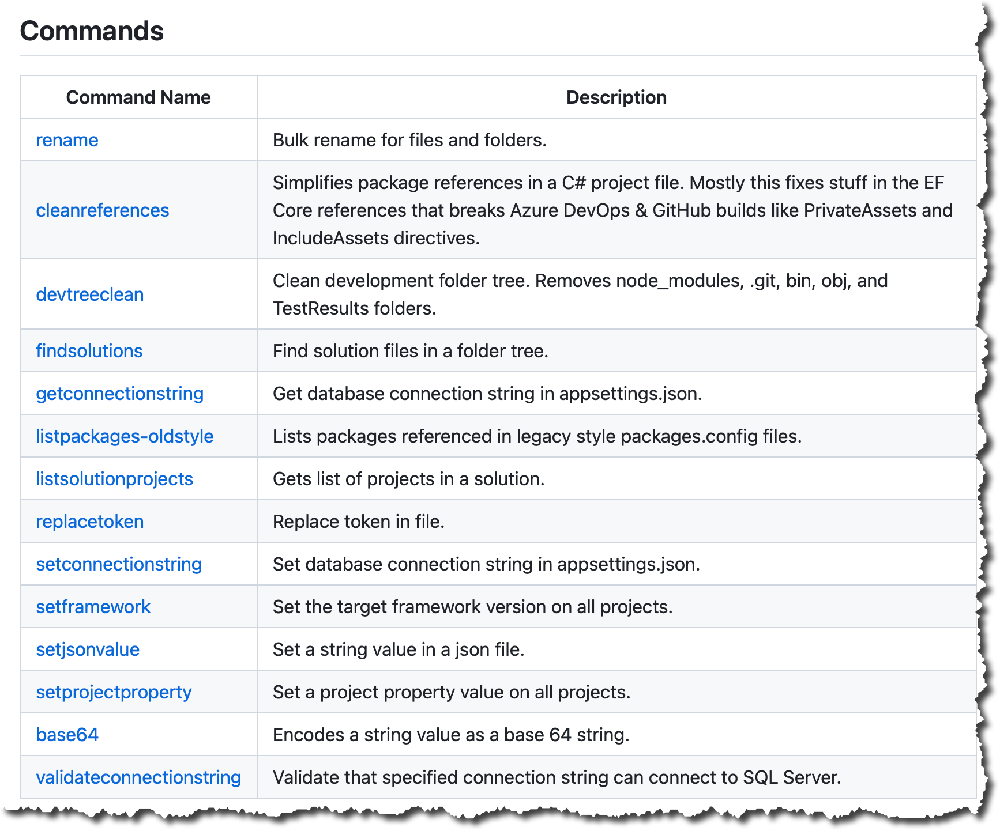 Commands
Command Name Description
rename Bulk rename for files and folders.
cleanreferences Simplifies package references in a C# project file. Mostly this fixes stuff in the EF
Core references that breaks Azure DevOps & GitHub builds like PrivateAssets and
IncludeAssets directives.
devtreeclean Clean development folder tree. Removes node_modules, .git, bin, obj, and
TestResults folders.
findsolutions Find solution files in a folder tree.
getconnectionstring Get database connection string in appsettings.json.
listpackages-oldstyle Lists packages referenced in legacy style packages.config files.
listsolutionprojects Gets list of projects in a solution.
replacetoken Replace token in file.
setconnectionstring Set database connection string in appsettings.json.
setframework Set the target framework version on all projects.
setjsonvalue Set a string value in a json file.
setprojectproperty Set a project property value on all projects.
base64 Encodes a string value as a base 64 string.
validateconnectionstring Validate that specified connection string can connect to SQL Server.